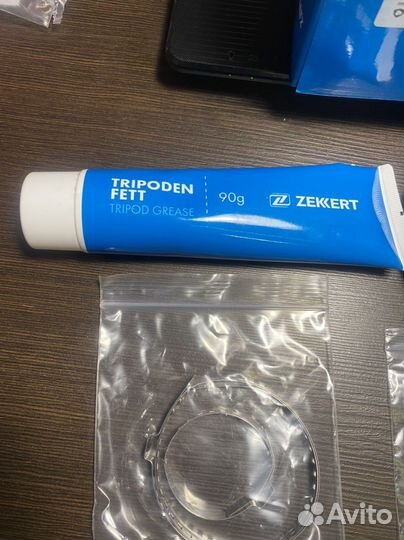 TRIPODEN
FETT
TRIPOD GREASE
90g
ZEKKERT
Avito